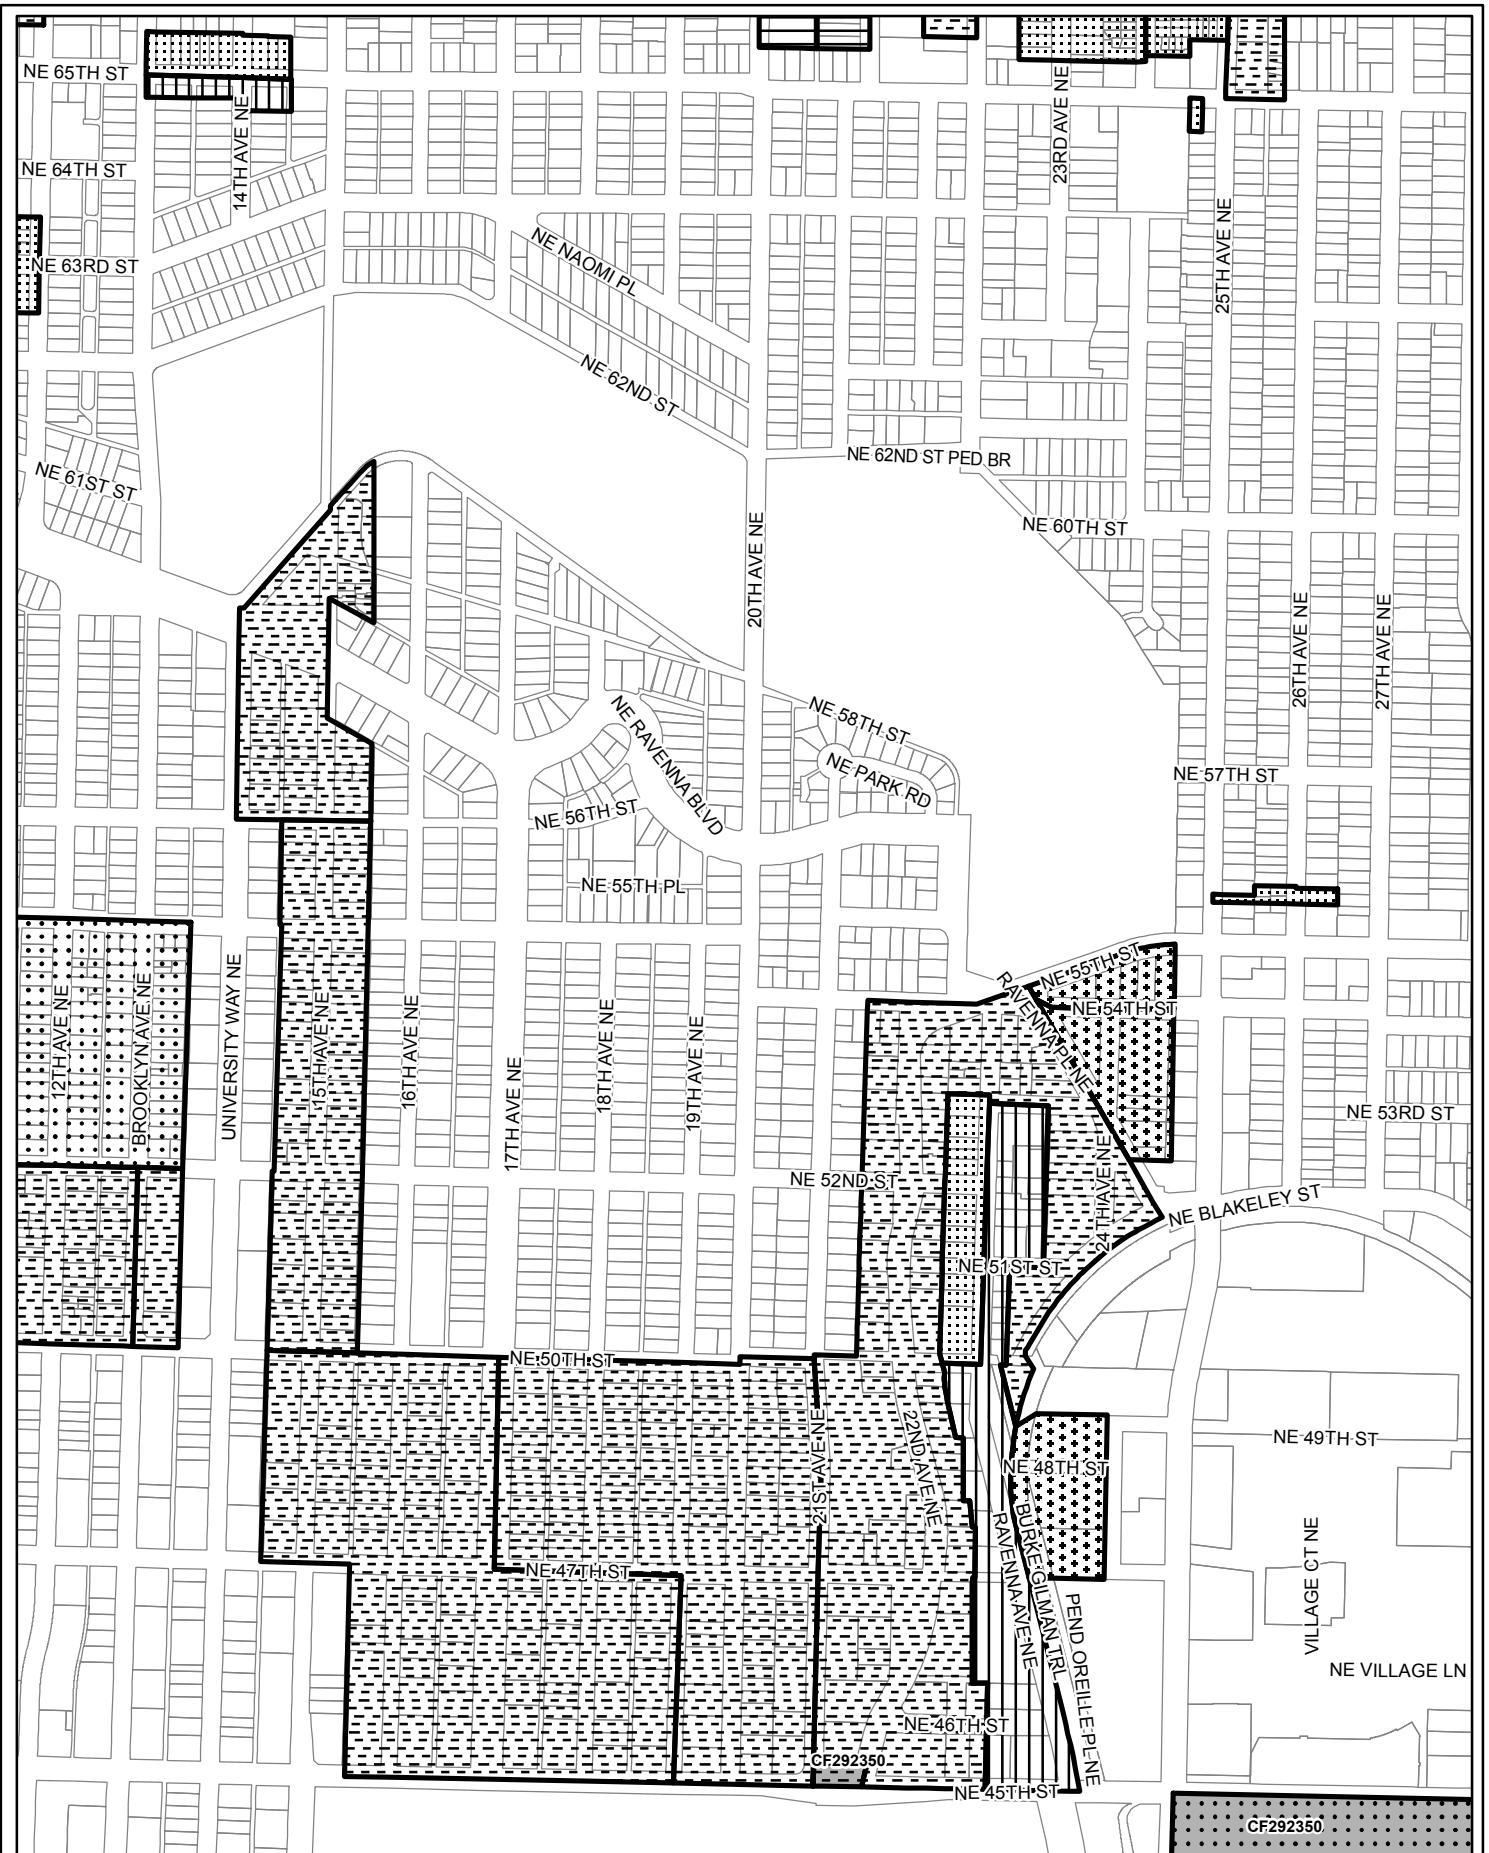 NE 65TH ST
14TH AVE NE
23RD AVE NE
NE 64TH ST
25TH AVE NE
NE 63RD ST
NE NAOMI PL
NE 62ND ST
NE 62ND ST PED BR
NE 61ST ST
NE 60TH ST
20TH AVE NE
26TH AVE NE
27TH AVE NE
NE RAVENNA BLVD
NE 58TH ST
NE PARK RD
NE 57TH ST
NE 56TH ST
NE 55TH PL
NE 55TH ST
RAVENNA PL NE
NE 54TH ST
12TH AVE NE
BROOKLYN AVE NE
UNIVERSITY WAY NE
15TH AVE NE
16TH AVE NE
17TH AVE NE
18TH AVE NE
19TH AVE NE
NE 53RD ST
NE 52ND ST
24TH AVE NE
NE BLAKELEY ST
NE 51ST ST
NE 50TH ST
21ST AVE NE
22ND AVE NE
NE 49TH ST
NE 48TH ST
RAVENNA AVE NE
BURKE GILMAN TRL
NE 47TH ST
PEND OREILLE PL NE
VILLAGE CT NE
NE VILLAGE LN
NE 46TH ST
CF292350
NE 45TH ST
CF292350